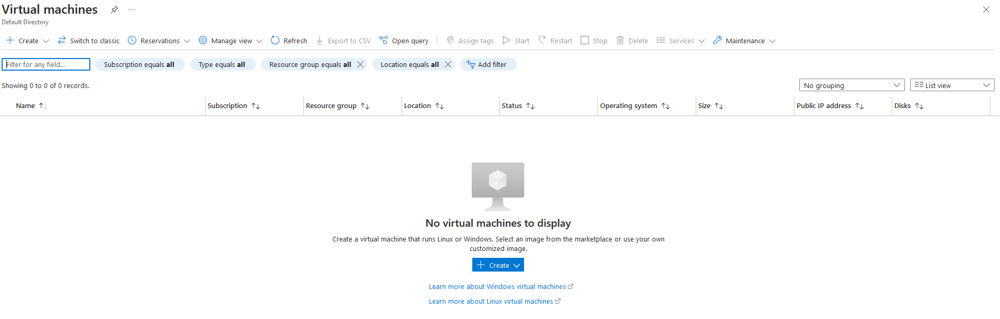 Virtual machines
Default Directory
Create Switch to classic Reservations Manage view Refresh Export to CSV Open query Assign tags Start Restart Stop Delete Services Maintenance
Filter for any field... Subscription equals all Type equals all Resource group equals all Location equals all Add filter
Showing 0 to 0 of 0 records. No grouping List view
Name Subscription Resource group Location Status Operating system Size Public IP address Disks
No virtual machines to display
Create a virtual machine that runs Linux or Windows. Select an image from the marketplace or use your own
customized image.
Create
Learn more about Windows virtual machines
Learn more about Linux virtual machines